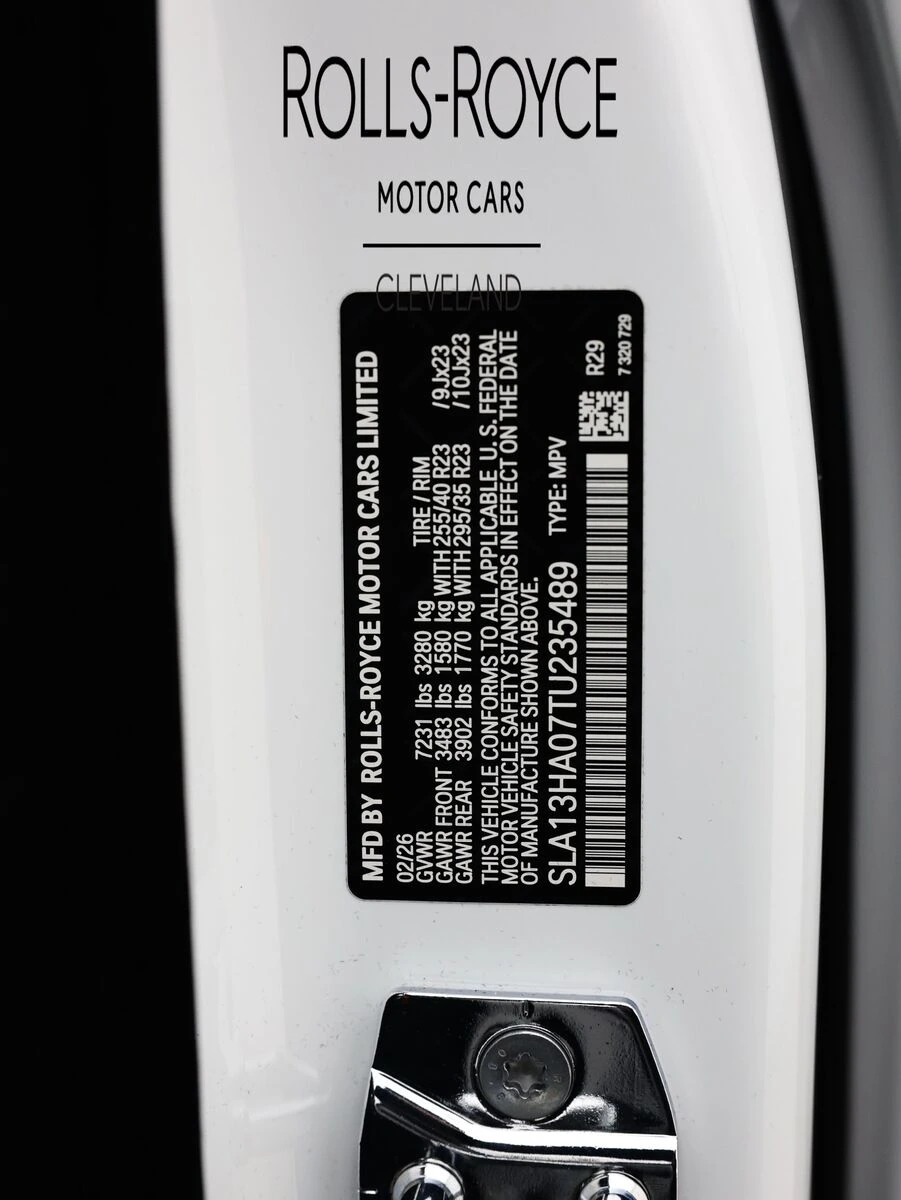 ROLLS-ROYCE
MOTOR CARS
CLEVELAND
MFD BY ROLLS-ROYCE MOTOR CARS LIMITED
02/26
GVWR 7231 lbs 3280 kg TIRE / RIM
GAWR FRONT 3483 lbs 1580 kg WITH 255/40 R23 /9Jx23
GAWR REAR 3902 lbs 1770 kg WITH 295/35 R23 /10Jx23
THIS VEHICLE CONFORMS TO ALL APPLICABLE U.S. FEDERAL
MOTOR VEHICLE SAFETY STANDARDS IN EFFECT ON THE DATE
OF MANUFACTURE SHOWN ABOVE.
SLA13HA07TU235489 TYPE: MPV
R29
7 320 729